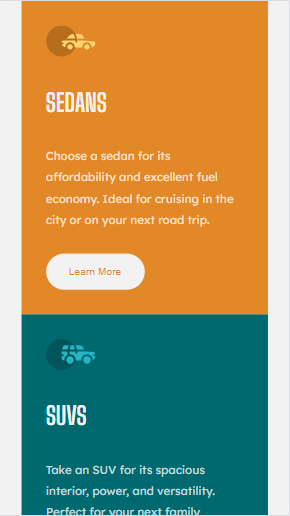 SEDANS
Choose a sedan for its
affordability and excellent fuel
economy. Ideal for cruising in the
city or on your next road trip.
Learn More
SUVS
Take an SUV for its spacious
interior, power, and versatility.
Perfect for your next family